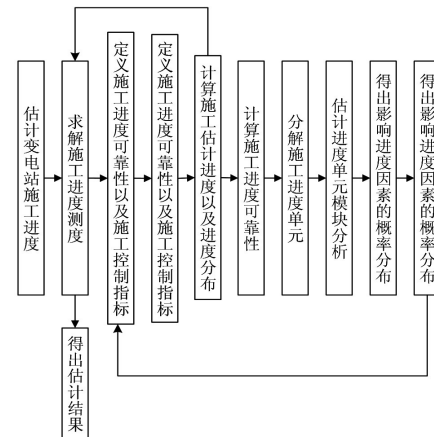 估计变电站施工进度
求解施工进度测度
定义施工进度可靠性以及施工控制指标
定义施工进度可靠性以及施工控制指标
计算施工估计进度以及进度分布
计算施工进度可靠性
分解施工进度单元
估计进度单元模块分析
得出影响进度因素的概率分布
得出影响进度因素的概率分布
得出估计结果